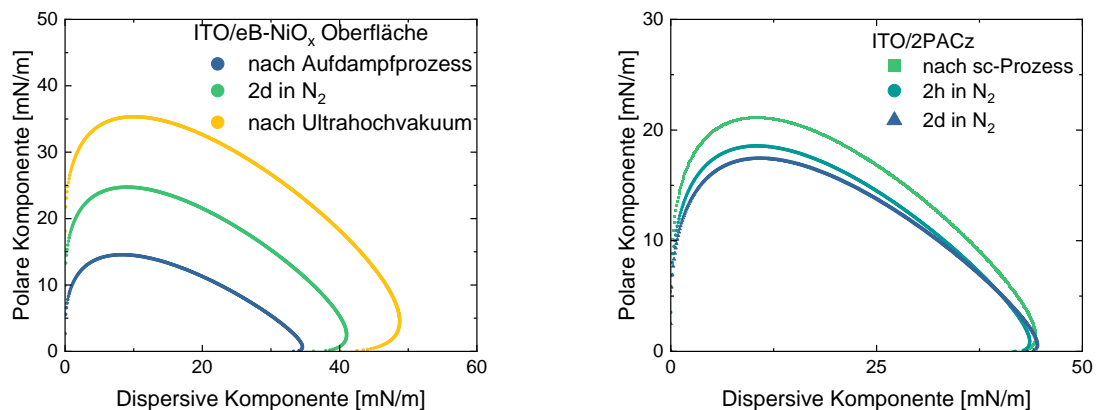 ITO/eB-NiOx Oberfläche
nach Aufdampfprozess
2d in N2
nach Ultrahochvakuum
Polare Komponente [mN/m]
50
40
30
20
10
0
0 20 40 60
Dispersive Komponente [mN/m]
ITO/2PACz
nach sc-Prozess
2h in N2
2d in N2
Polare Komponente [mN/m]
30
20
10
0
0 25 50
Dispersive Komponente [mN/m]